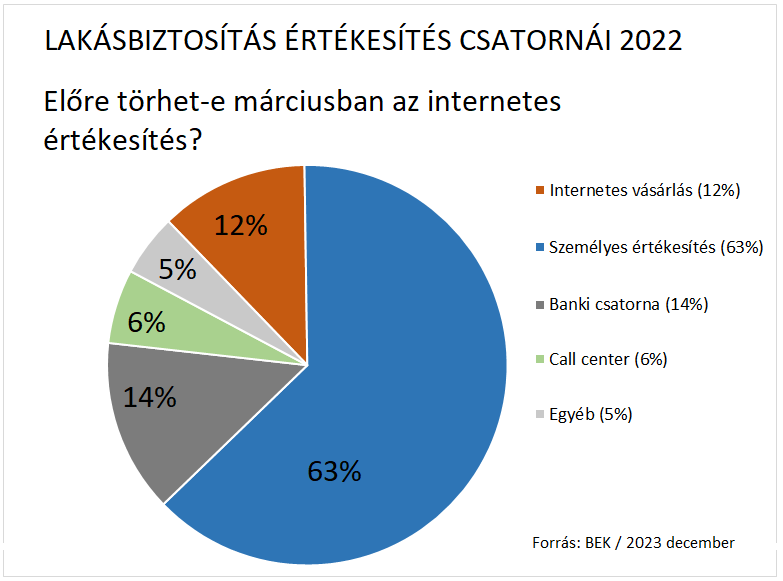 LAKÁSBIZTOSÍTÁS ÉRTÉKESÍTÉS CSATORNÁI 2022
Előre törhet-e márciusban az internetes
értékesítés?
12%
5%
6%
14%
63%
Internetes vásárlás (12%)
Személyes értékesítés (63%)
Banki csatorna (14%)
Call center (6%)
Egyéb (5%)
Forrás: BEK / 2023 december